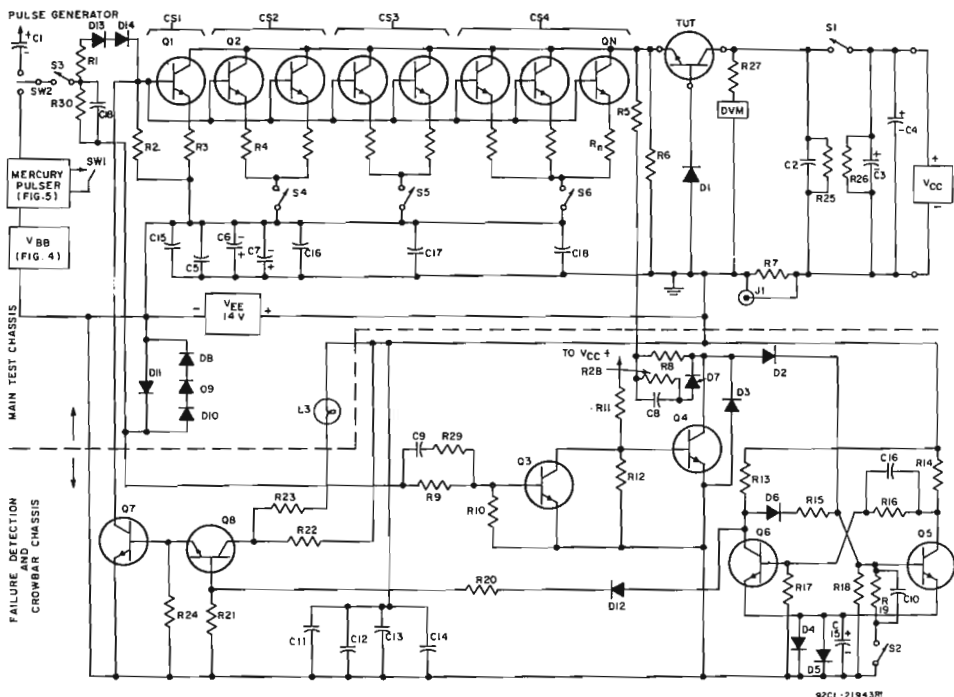 PULSE GENERATOR
CS1 CS2 CS3 CS4
C1 + -
D13 D14
R1
S3
SW2
R30
C18
Q1 Q2 QN
TUT
S1
R27
DVM
R5
R6
R2 R3 R4 Rn
S4 S5 S6
D1
C2
R25
R26
C3 +
+ - C4
+ VCC -
MERCURY
PULSER
(FIG.5)
SW1
VBB
(FIG. 4)
C15 C5 C6 - + C7 - + C16 C17 C18
R7
J1
- VEE +
14 V
MAIN TEST CHASSIS
D11
D8
D9
D10
L3
TO VCC +
R2B
R8
D7
C8
D2
D3
R11
Q4
C9 R29
R9
Q3
R10
R12
R13
C16
R14
D6 R15
R16
Q6 Q5
FAILURE DETECTION
AND
CROWBAR CHASSIS
Q7 Q8
R23
R22
R20
D12
R17
R18
R19
C10
R24 R21
C11 C12 C13 C14
D4
D5
C15 + -
S2
92CL-21943R1